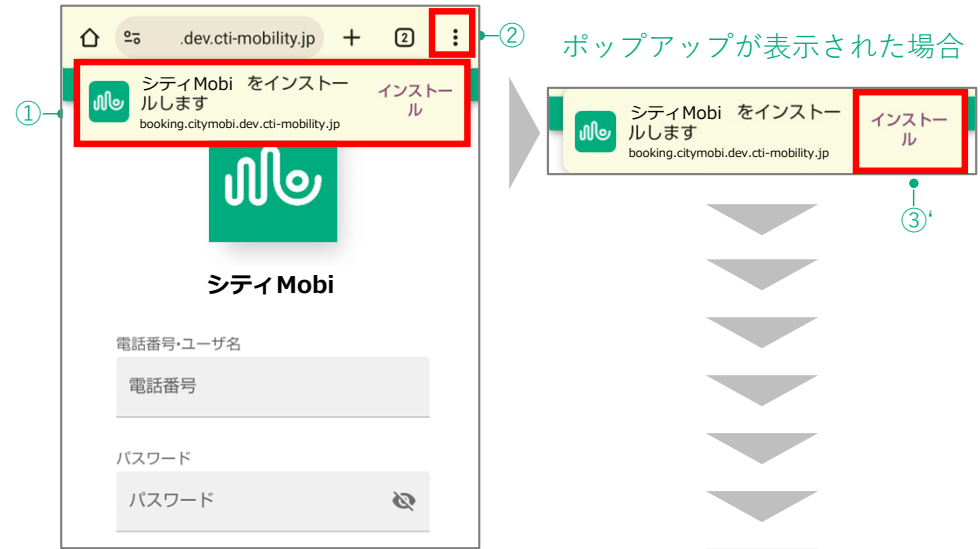 .dev.cti-mobility.jp + 2
②
ポップアップが表示された場合
①
シティMobi をインストー
ルします
booking.citymobi.dev.cti-mobility.jp
インストー
ル
シティMobi
電話番号・ユーザ名
電話番号
パスワード
パスワード
シティMobi をインストー
ルします
booking.citymobi.dev.cti-mobility.jp
インストー
ル
③‘